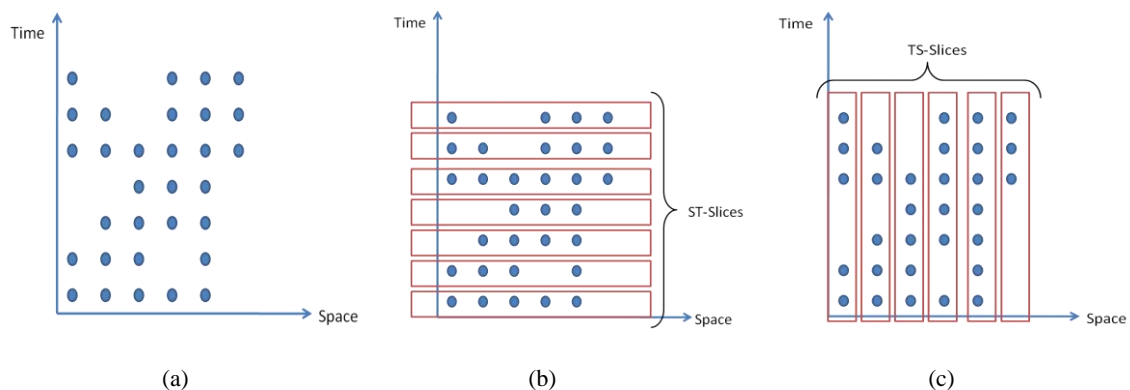 Time
Space
(a)
Time
ST-Slices
Space
(b)
Time
TS-Slices
Space
(c)